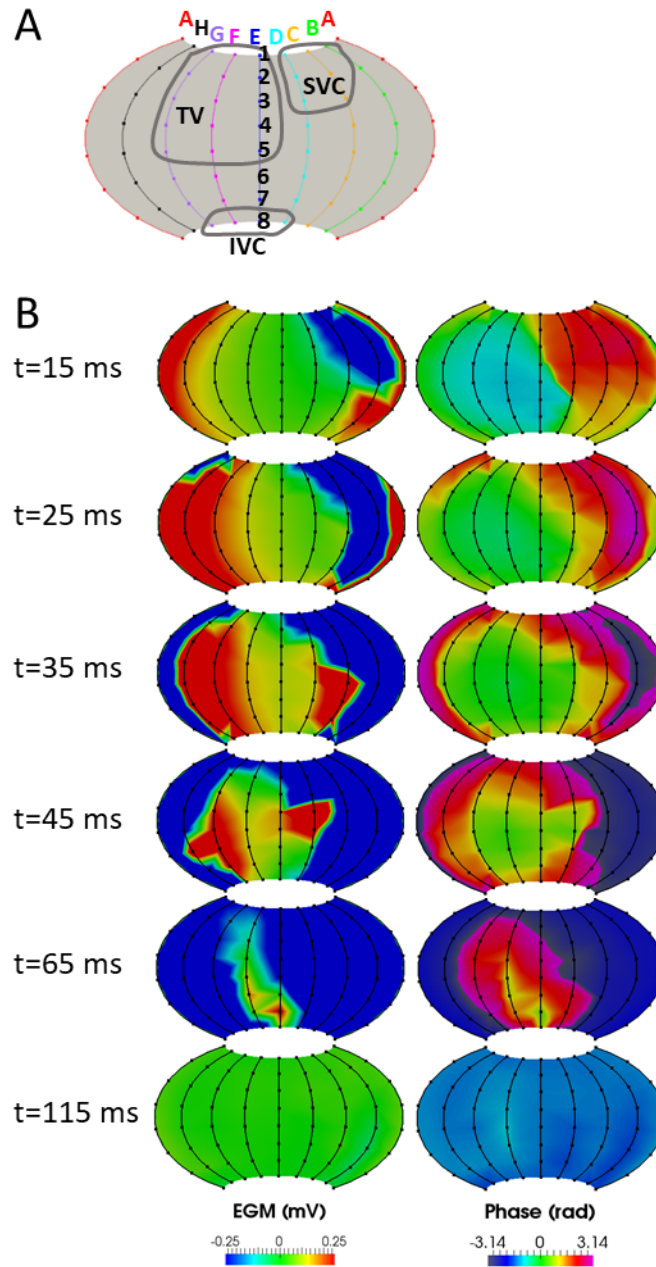 A
A H G F E D C B A
1
2
3
4
5
6
7
8
TV
SVC
IVC
B
t=15 ms
t=25 ms
t=35 ms
t=45 ms
t=65 ms
t=115 ms
EGM (mV) Phase (rad)
-0.25 0 0.25 -3.14 0 3.14